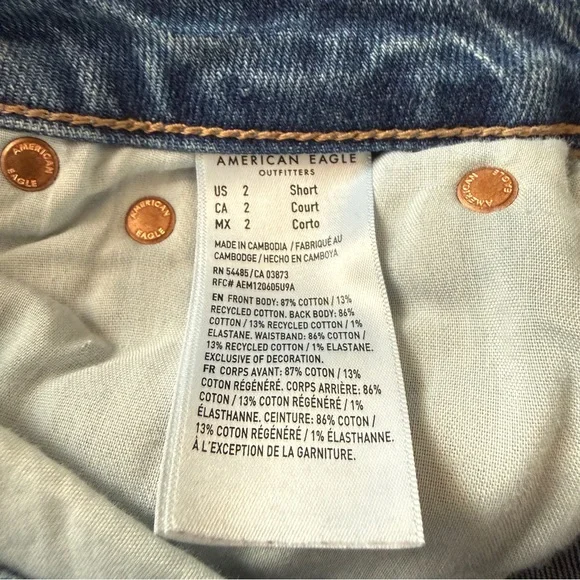 AMERICAN EAGLE
OUTFITTERS
US 2 Short
CA 2 Court
MX 2 Corto
MADE IN CAMBODIA / FABRIQUÉ AU
CAMBODGE / HECHO EN CAMBOYA
RN 54485/CA 03873
RFC# AEM120605U9A
EN FRONT BODY: 87% COTTON / 13%
RECYCLED COTTON. BACK BODY: 86%
COTTON / 13% RECYCLED COTTON / 1%
ELASTANE. WAISTBAND: 86% COTTON /
13% RECYCLED COTTON / 1% ELASTANE.
EXCLUSIVE OF DECORATION.
FR CORPS AVANT: 87% COTON / 13%
COTON RÉGÉNÉRÉ. CORPS ARRIÈRE: 86%
COTON / 13% COTON RÉGÉNÉRÉ / 1%
ÉLASTHANNE. CEINTURE: 86% COTON /
13% COTON RÉGÉNÉRÉ / 1% ÉLASTHANNE.
À L'EXCEPTION DE LA GARNITURE.
AMERICAN
EAGLE
AMERICAN
EAGLE
AMERICAN
EAGLE